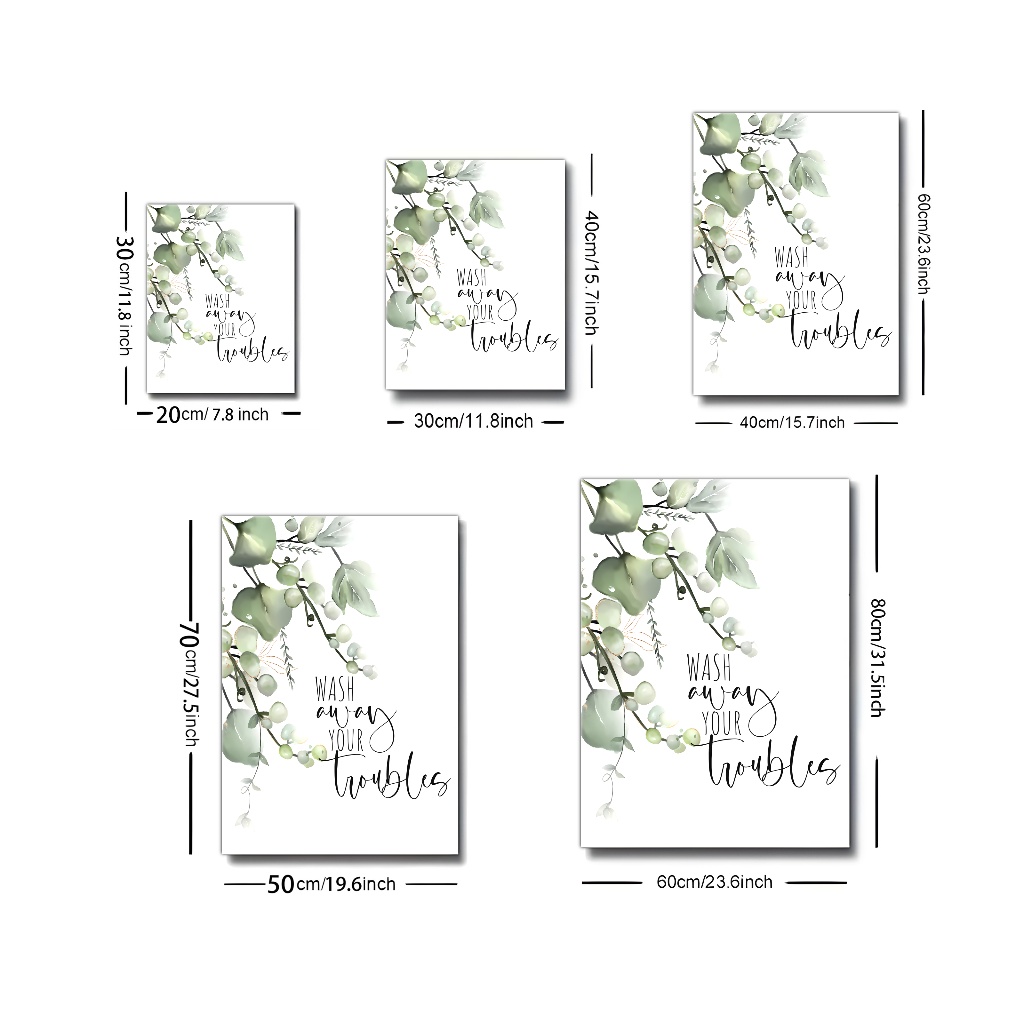 30cm/11.8 inch
WASH
away
YOUR
troubles
20cm/ 7.8 inch
40cm/15.7inch
WASH
away
YOUR
troubles
30cm/11.8inch
60cm/23.6inch
WASH
away
YOUR
troubles
40cm/15.7inch
70cm/27.5inch
WASH
away
YOUR
troubles
50cm/19.6inch
80cm/31.5inch
WASH
away
YOUR
troubles
60cm/23.6inch